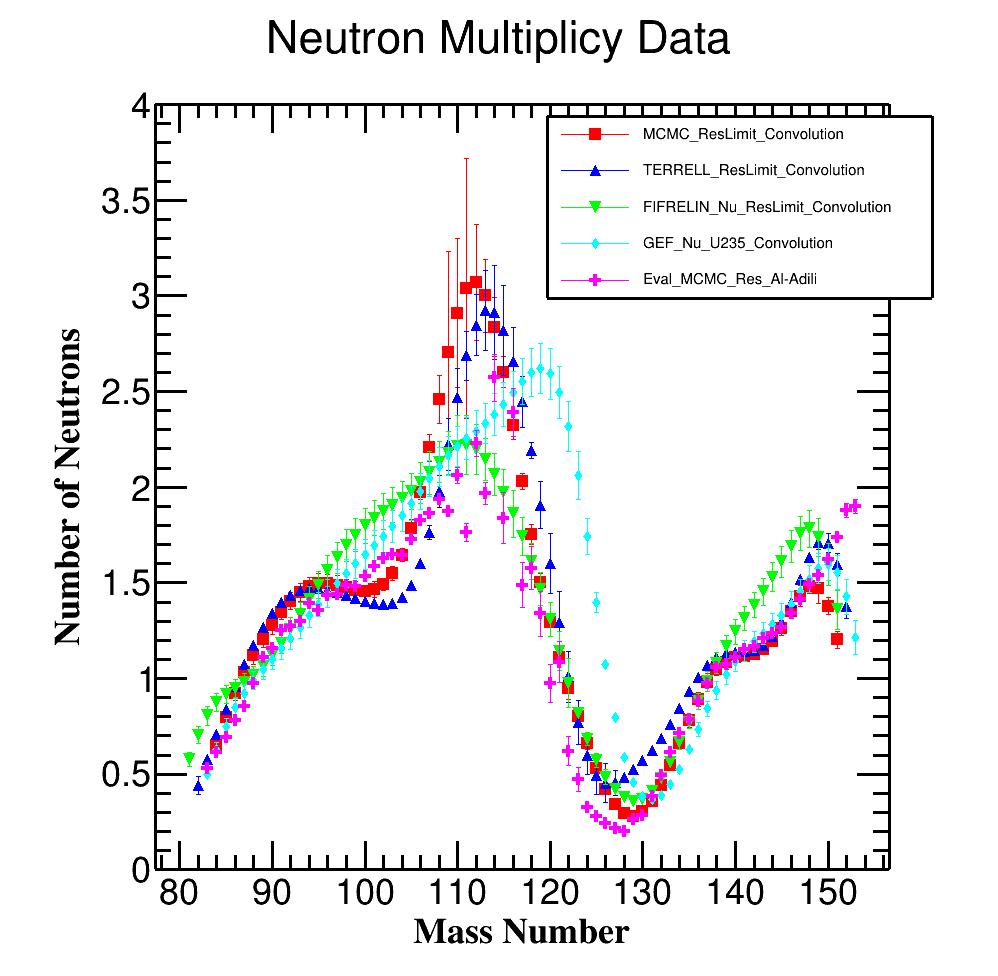 Neutron Multiplicy Data
4
3.5
3
2.5
2
1.5
1
0.5
0
80 90 100 110 120 130 140 150
Number of Neutrons
Mass Number
MCMC_ResLimit_Convolution
TERRELL_ResLimit_Convolution
FIFRELIN_Nu_ResLimit_Convolution
GEF_Nu_U235_Convolution
Eval_MCMC_Res_Al-Adili